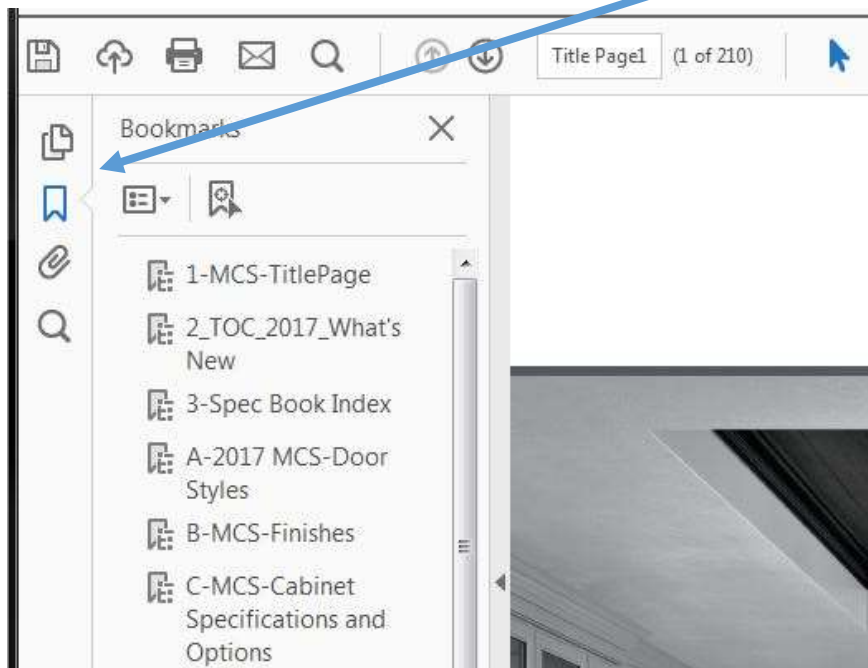 Title Page1 (1 of 210)
Bookmarks
1-MCS-TitlePage
2_TOC_2017_What's
New
3-Spec Book Index
A-2017 MCS-Door
Styles
B-MCS-Finishes
C-MCS-Cabinet
Specifications and
Options